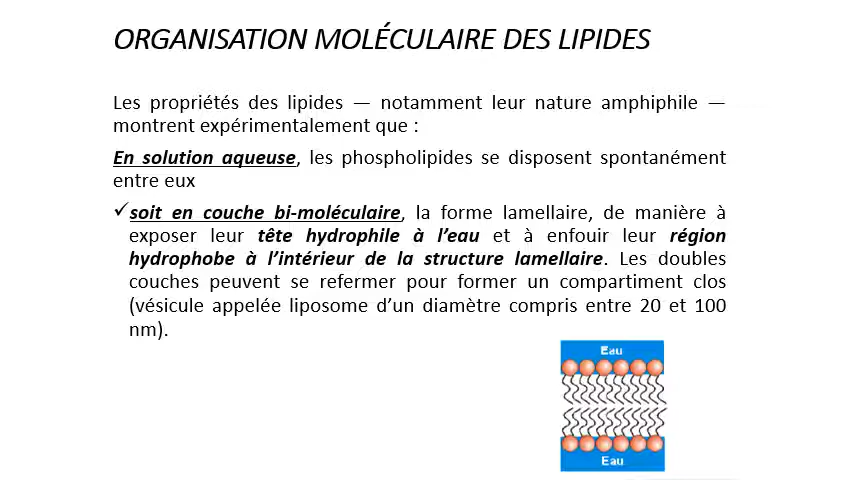 ORGANISATION MOLÉCULAIRE DES LIPIDES
Les propriétés des lipides — notamment leur nature amphiphile —
montrent expérimentalement que :
En solution aqueuse, les phospholipides se disposent spontanément
entre eux
✓soit en couche bi-moléculaire, la forme lamellaire, de manière à
exposer leur tête hydrophile à l’eau et à enfouir leur région
hydrophobe à l’intérieur de la structure lamellaire. Les doubles
couches peuvent se refermer pour former un compartiment clos
(vésicule appelée liposome d’un diamètre compris entre 20 et 100
nm).
Eau
Eau